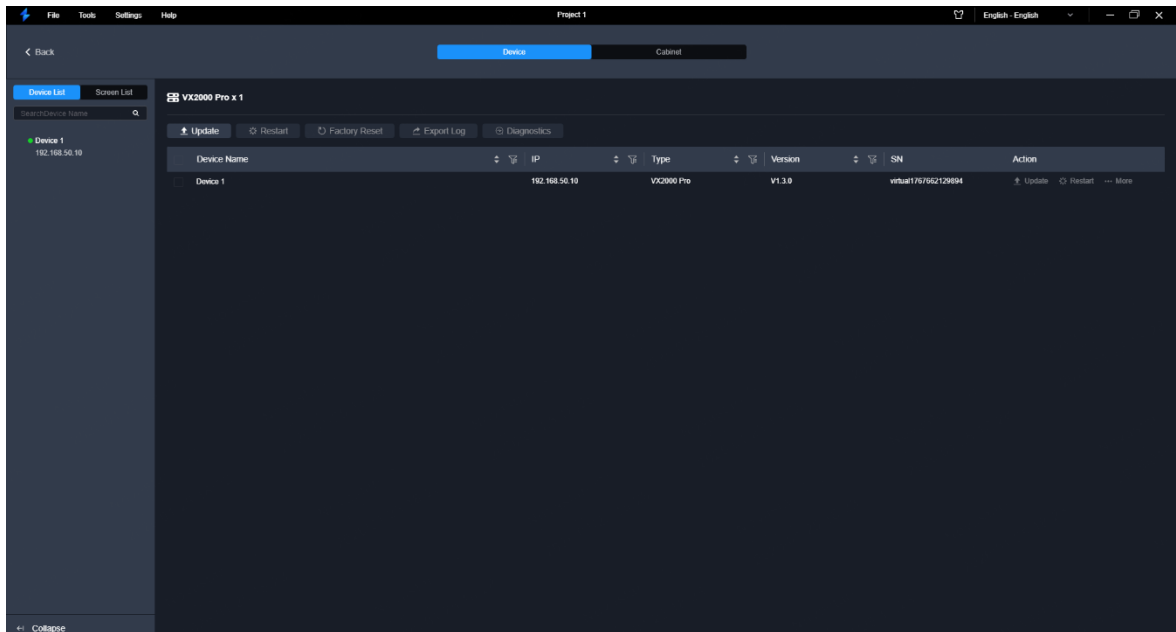 File Tools Settings Help Project 1 English - English
Back Device Cabinet
Device List Screen List
VX2000 Pro x 1
SearchDevice Name
Update Restart Factory Reset Export Log Diagnostics
Device 1
192.168.50.10
Device Name IP Type Version SN Action
Device 1 192.168.50.10 VX2000 Pro V1.3.0 virtual1767662129894 Update Restart More
Collapse